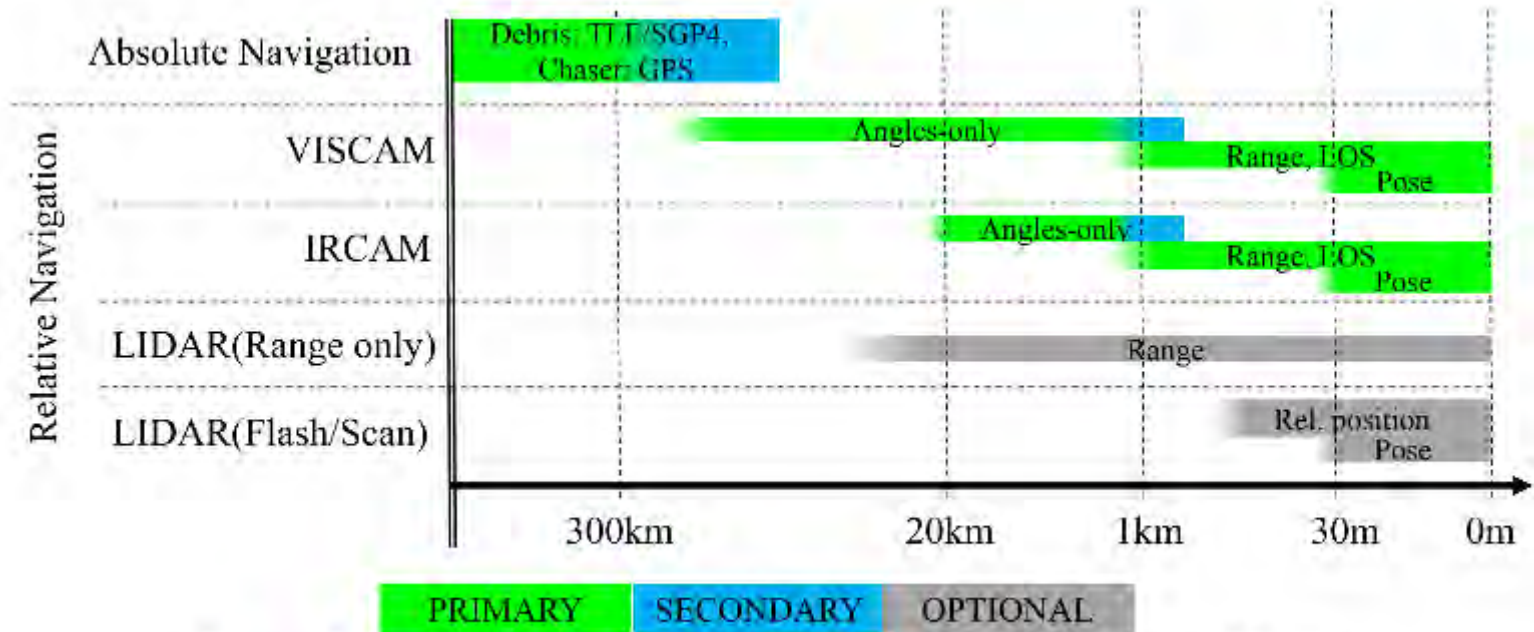 Absolute Navigation
Debris: TLE/SGP4,
Chaser: GPS
Relative Navigation
VISCAM
Angles-only
Range, LOS
Pose
IRCAM
Angles-only
Range, LOS
Pose
LIDAR(Range only)
Range
LIDAR(Flash/Scan)
Rel. position
Pose
300km 20km 1km 30m 0m
PRIMARY SECONDARY OPTIONAL